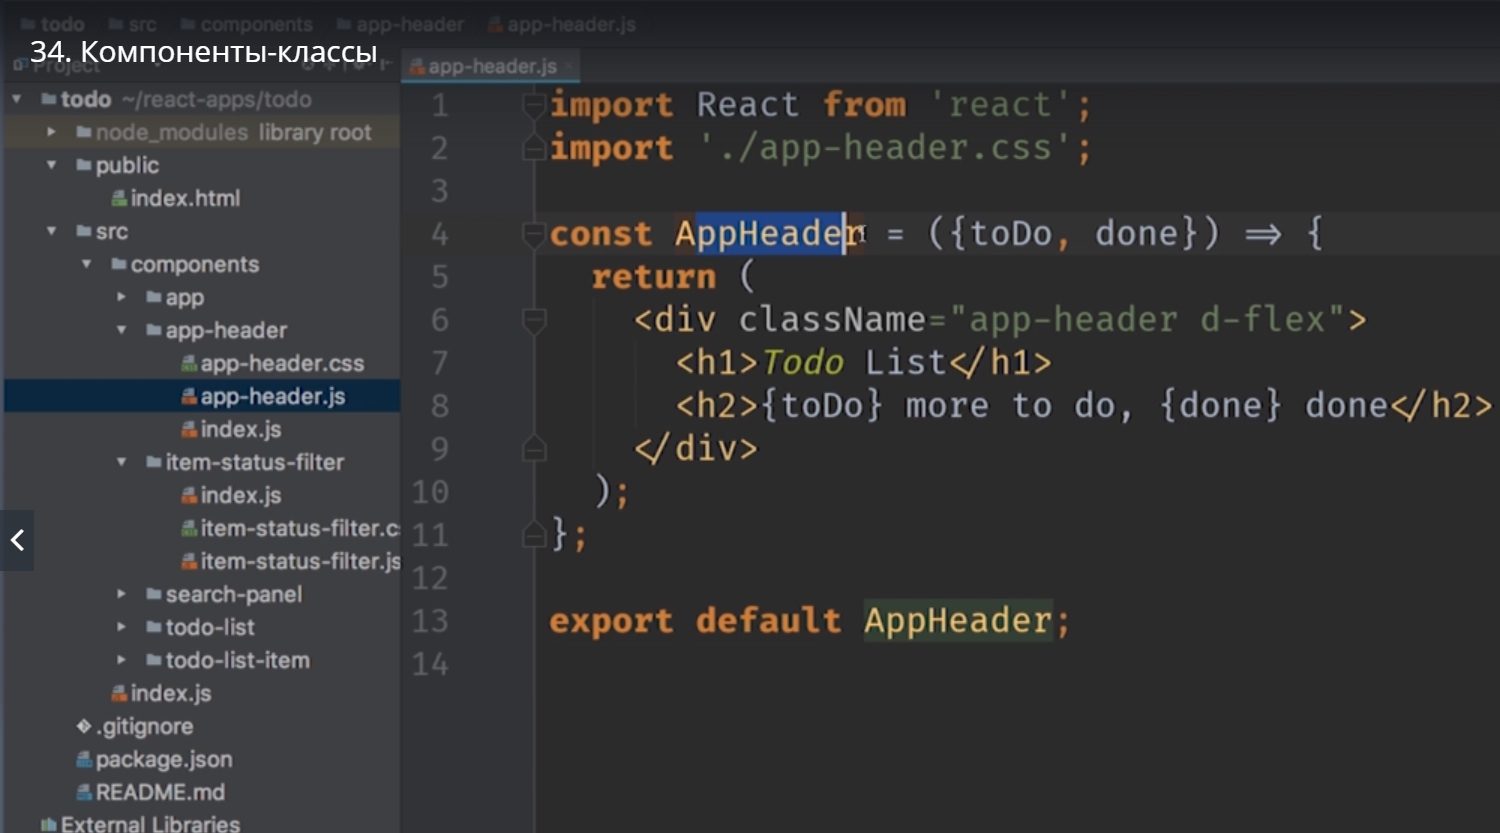 todo src components app-header app-header.js
34. Компоненты-классы
Project
app-header.js
todo ~/react-apps/todo
node_modules library root
public
index.html
src
components
app
app-header
app-header.css
app-header.js
index.js
item-status-filter
index.js
item-status-filter.c
item-status-filter.js
search-panel
todo-list
todo-list-item
index.js
.gitignore
package.json
README.md
External Libraries
1 import React from 'react';
2 import './app-header.css';
3
4 const AppHeader = ({toDo, done}) => {
5 return (
6 <div className="app-header d-flex">
7 <h1>Todo List</h1>
8 <h2>{toDo} more to do, {done} done</h2>
9 </div>
10 );
11 };
12
13 export default AppHeader;
14